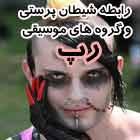 رابطه شیطان پرستی
و گروه های موسیقی
رپ